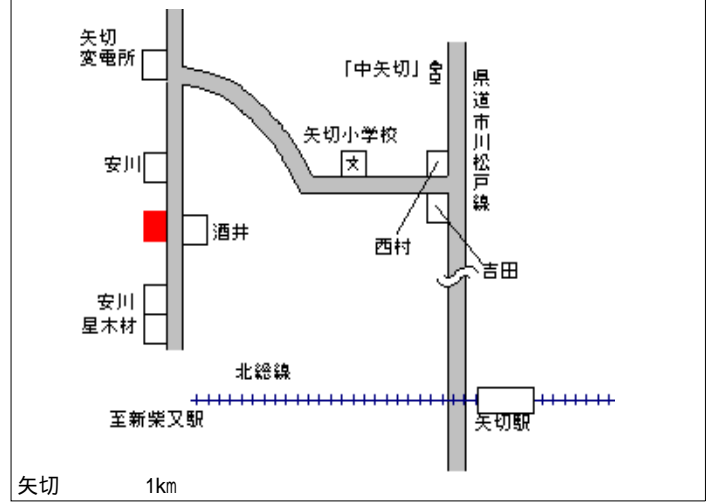 矢切
変電所
「中矢切」
県道市川松戸線
矢切小学校
文
安川
酒井
西村
吉田
安川
星木材
北総線
至新柴又駅
矢切駅
矢切 1km